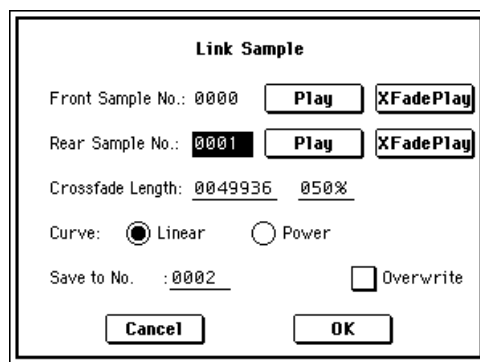 Link Sample
Front Sample No.: 0000 Play XFadePlay
Rear Sample No.: 0001 Play XFadePlay
Crossfade Length: 0049936 050%
Curve: Linear Power
Save to No. :0002 Overwrite
Cancel OK